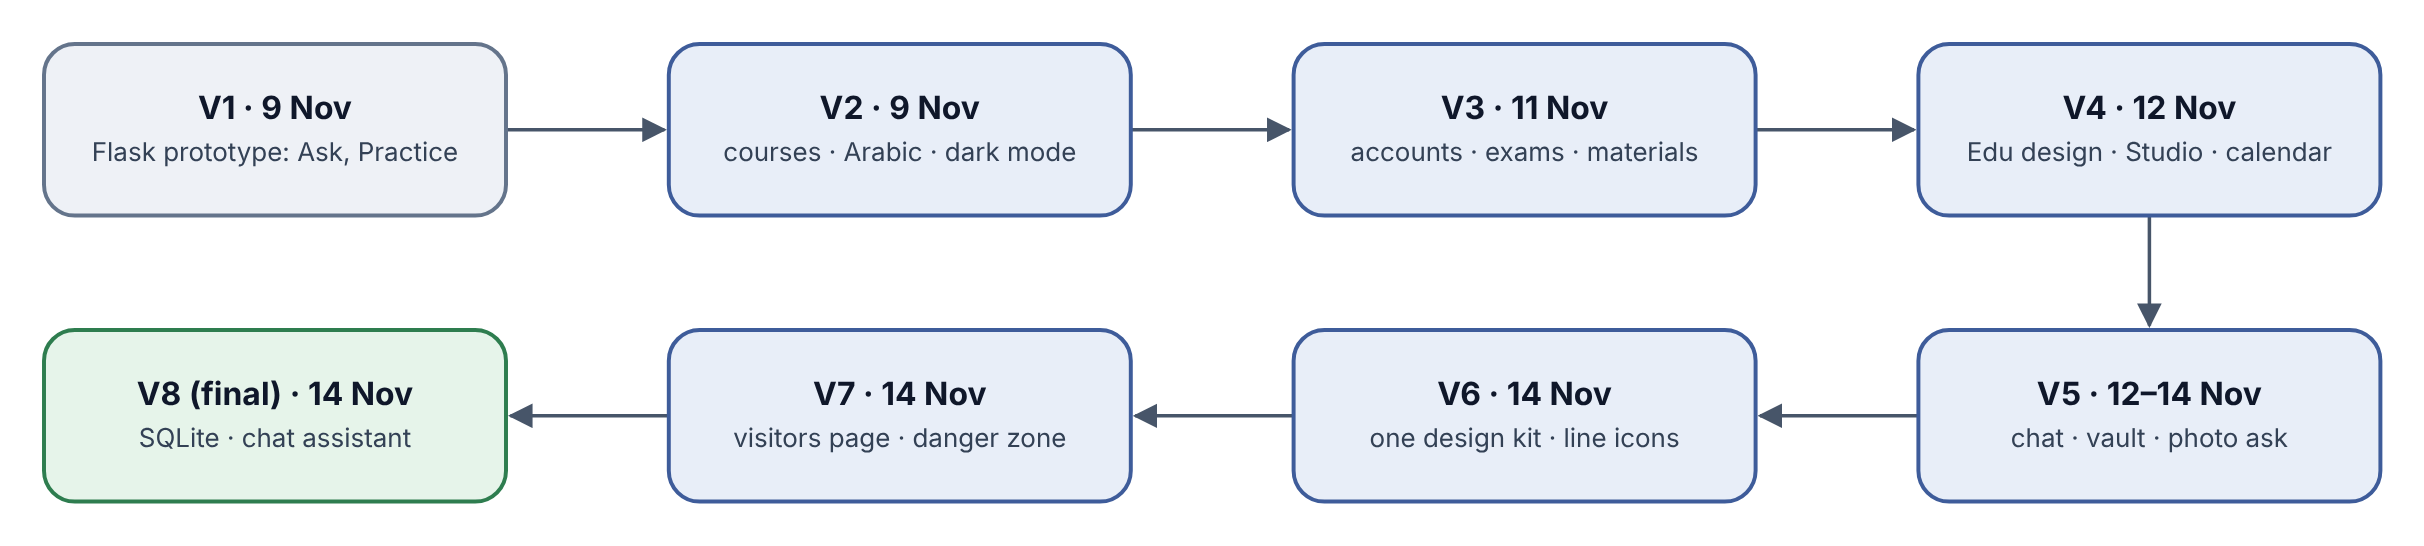 V1 · 9 Nov
Flask prototype: Ask, Practice
V2 · 9 Nov
courses · Arabic · dark mode
V3 · 11 Nov
accounts · exams · materials
V4 · 12 Nov
Edu design · Studio · calendar
V5 · 12–14 Nov
chat · vault · photo ask
V6 · 14 Nov
one design kit · line icons
V7 · 14 Nov
visitors page · danger zone
V8 (final) · 14 Nov
SQLite · chat assistant